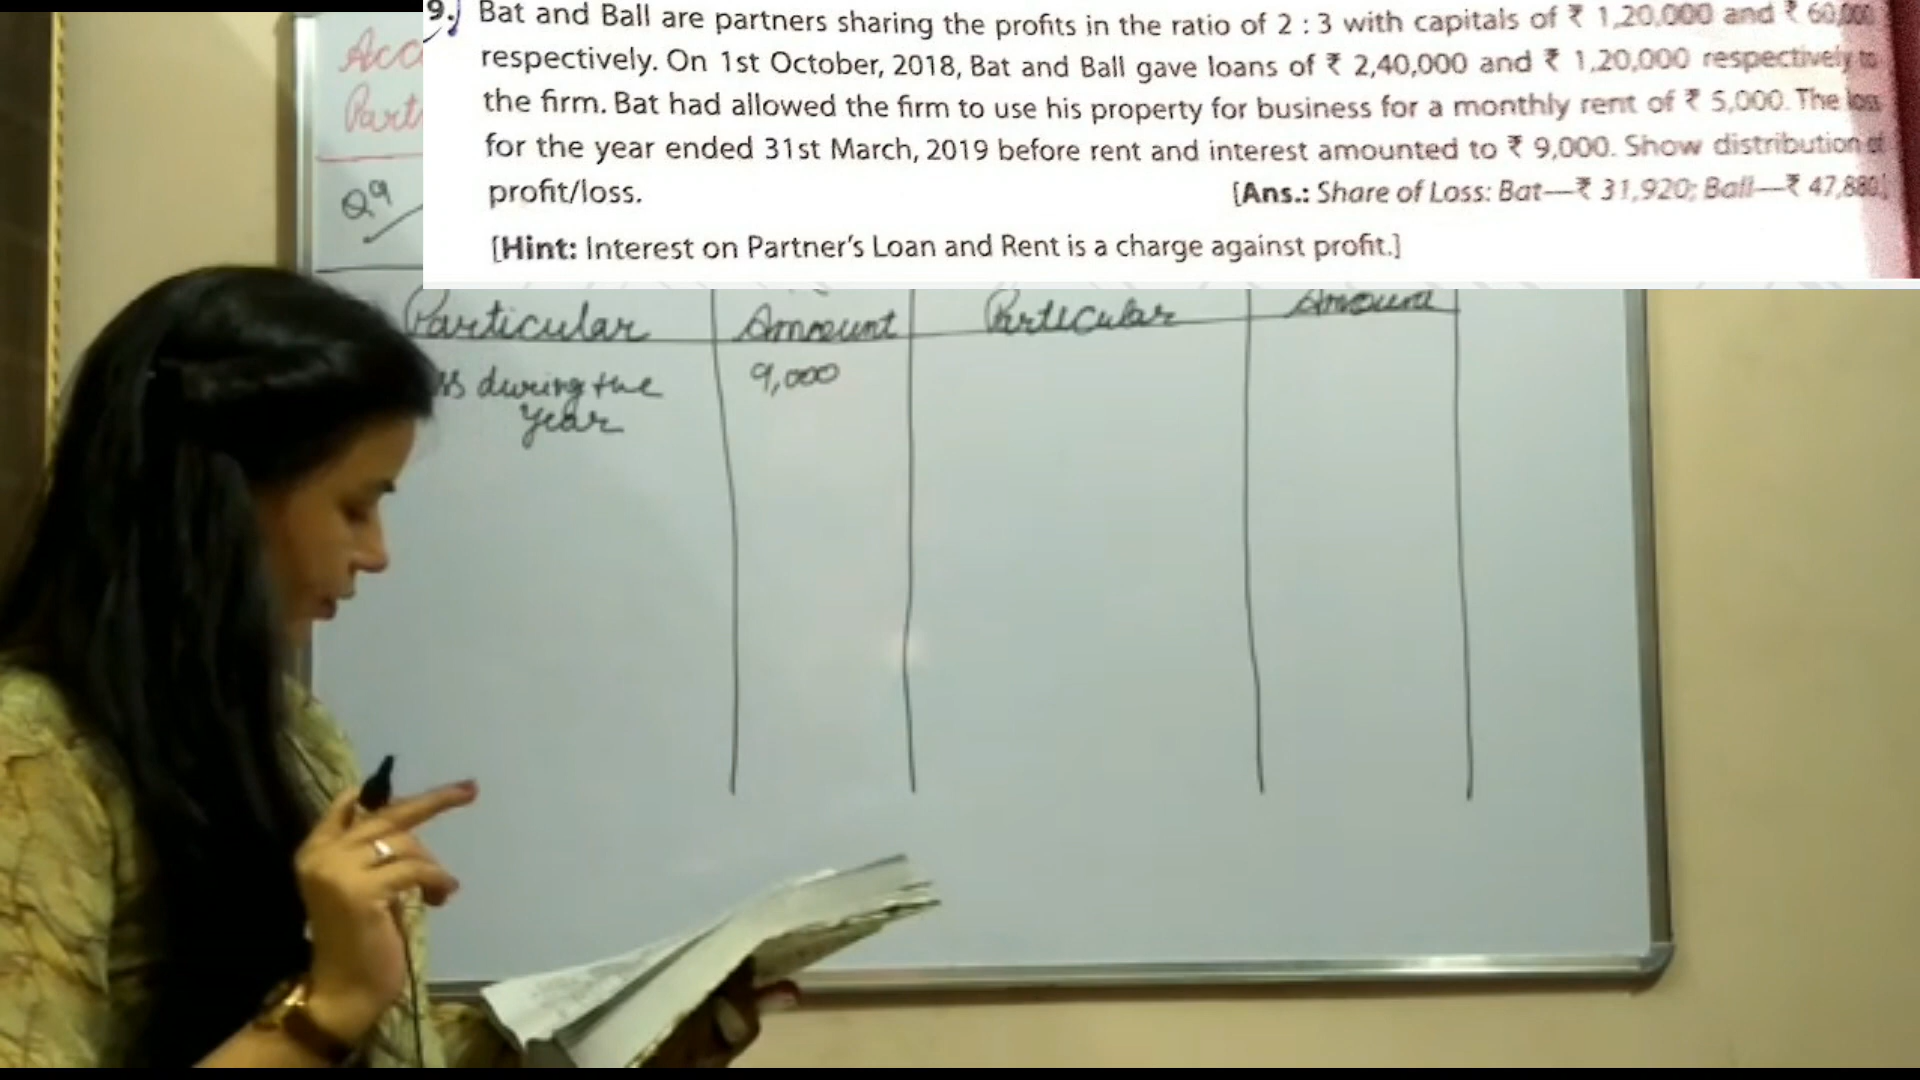 9. Bat and Ball are partners sharing the profits in the ratio of 2 : 3 with capitals of ₹ 1,20,000 and ₹ 60,000
respectively. On 1st October, 2018, Bat and Ball gave loans of ₹ 2,40,000 and ₹ 1,20,000 respectively to
the firm. Bat had allowed the firm to use his property for business for a monthly rent of ₹ 5,000. The loss
for the year ended 31st March, 2019 before rent and interest amounted to ₹ 9,000. Show distribution of
profit/loss. [Ans.: Share of Loss: Bat—₹ 31,920; Ball—₹ 47,880.]
[Hint: Interest on Partner's Loan and Rent is a charge against profit.]
Acc
Part
Q9
Particular Amount Particular Amount
ss during the 9,000
Year